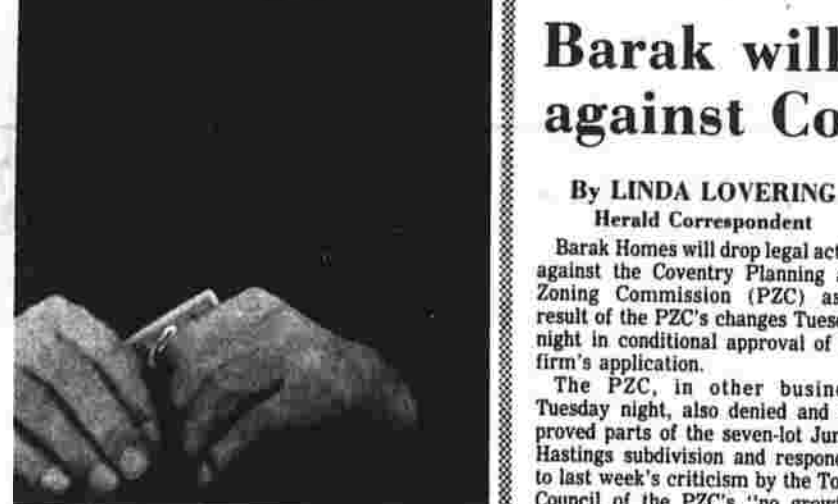 Barak will
against Co
By LINDA LOVERING
Herald Correspondent
Barak Homes will drop legal act
against the Coventry Planning
Zoning Commission (PZC) as
result of the PZC's changes Tues
night in conditional approval of
firm's application.
The PZC, in other busin
Tuesday night, also denied and
proved parts of the seven-lot Jun
Hastings subdivision and respon
to last week's criticism by the To
Council of the PZC's "no grow